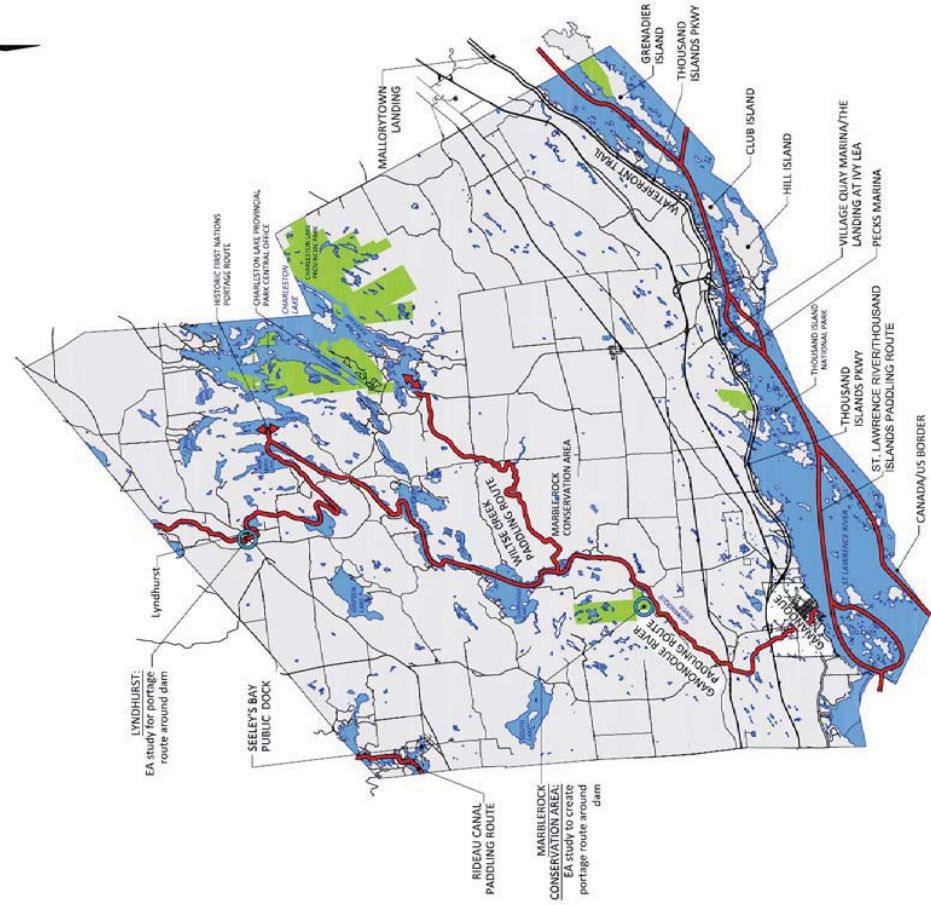 HISTORIC FIRST NATIONS
PORTAGE ROUTE
CHARLESTON LAKE PROVINCIAL
PARK CENTRAL OFFICE
CHARLESTON
LAKE
CHARLESTON LAKE
PROVINCIAL PARK
MALLORYTOWN
LANDING
GRENADIER
ISLAND
THOUSAND
ISLANDS PKWY
WATERFRONT TRAIL
CLUB ISLAND
HILL ISLAND
VILLAGE QUAY MARINA/THE
LANDING AT IVY LEA
PECKS MARINA
THOUSAND ISLAND
NATIONAL PARK
THOUSAND
ISLANDS PKWY
ST. LAWRENCE RIVER/THOUSAND
ISLANDS PADDLING ROUTE
ST LAWRENCE RIVER
CANADA/US BORDER
Lyndhurst
LYNDHURST:
EA study for portage
route around dam
SEELEY'S BAY
PUBLIC DOCK
RIDEAU CANAL
PADDLING ROUTE
MARBLEROCK
CONSERVATION AREA:
EA study to create
portage route around
dam
WILTSE CREEK
PADDLING ROUTE
MARBLEROCK
CONSERVATION AREA
GANONOQUE RIVER
PADDLING ROUTE
RIVER
GANANOQUE
SOUTH
LAKE